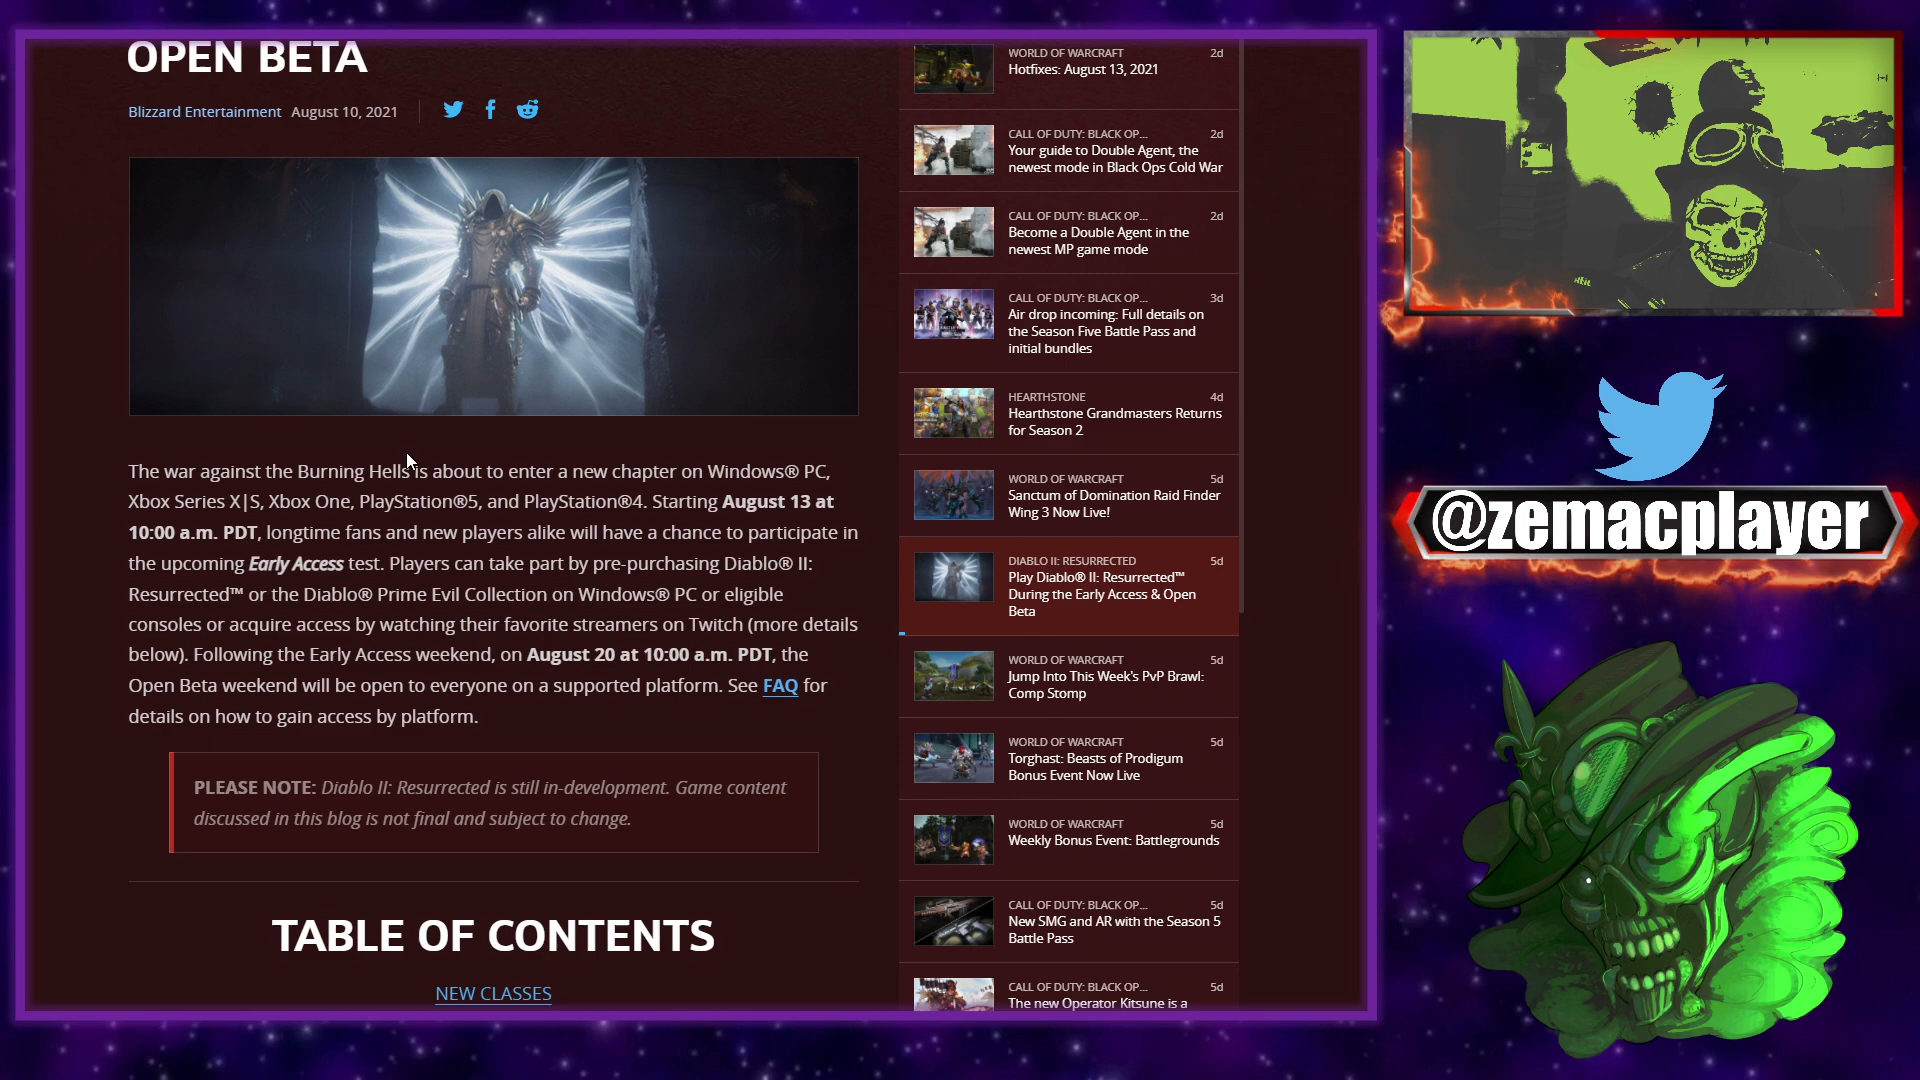 OPEN BETA
Blizzard Entertainment August 10, 2021
The war against the Burning Hells is about to enter a new chapter on Windows® PC,
Xbox Series X|S, Xbox One, PlayStation®5, and PlayStation®4. Starting August 13 at
10:00 a.m. PDT, longtime fans and new players alike will have a chance to participate in
the upcoming Early Access test. Players can take part by pre-purchasing Diablo® II:
Resurrected™ or the Diablo® Prime Evil Collection on Windows® PC or eligible
consoles or acquire access by watching their favorite streamers on Twitch (more details
below). Following the Early Access weekend, on August 20 at 10:00 a.m. PDT, the
Open Beta weekend will be open to everyone on a supported platform. See FAQ for
details on how to gain access by platform.
PLEASE NOTE: Diablo II: Resurrected is still in-development. Game content
discussed in this blog is not final and subject to change.
TABLE OF CONTENTS
NEW CLASSES
WORLD OF WARCRAFT 2d
Hotfixes: August 13, 2021
CALL OF DUTY: BLACK OP... 2d
Your guide to Double Agent, the
newest mode in Black Ops Cold War
CALL OF DUTY: BLACK OP... 2d
Become a Double Agent in the
newest MP game mode
CALL OF DUTY: BLACK OP... 3d
Air drop incoming: Full details on
the Season Five Battle Pass and
initial bundles
HEARTHSTONE 4d
Hearthstone Grandmasters Returns
for Season 2
WORLD OF WARCRAFT 5d
Sanctum of Domination Raid Finder
Wing 3 Now Live!
DIABLO II: RESURRECTED 5d
Play Diablo® II: Resurrected™
During the Early Access & Open
Beta
WORLD OF WARCRAFT 5d
Jump Into This Week's PvP Brawl:
Comp Stomp
WORLD OF WARCRAFT 5d
Torghast: Beasts of Prodigum
Bonus Event Now Live
WORLD OF WARCRAFT 5d
Weekly Bonus Event: Battlegrounds
CALL OF DUTY: BLACK OP... 5d
New SMG and AR with the Season 5
Battle Pass
CALL OF DUTY: BLACK OP... 5d
The new Operator Kitsune is a
@zemacplayer